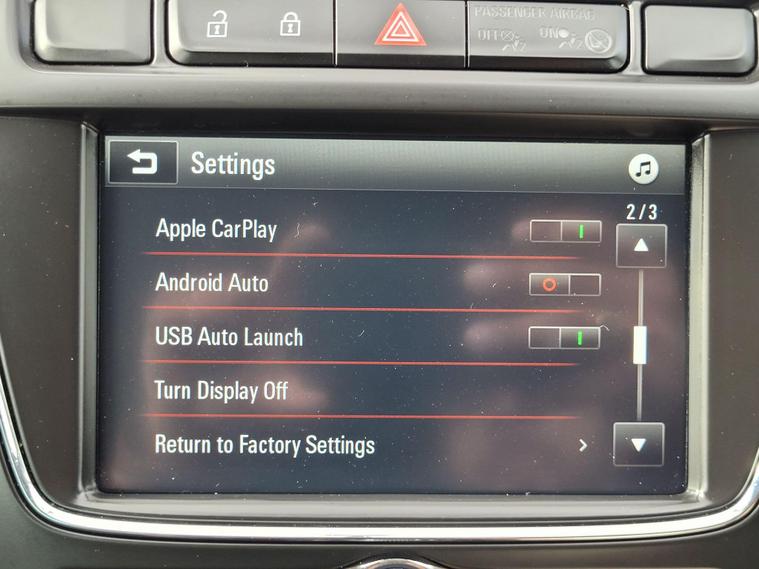 PASSENGER AIRBAG
OFF ON
Settings
2/3
Apple CarPlay
Android Auto
USB Auto Launch
Turn Display Off
Return to Factory Settings